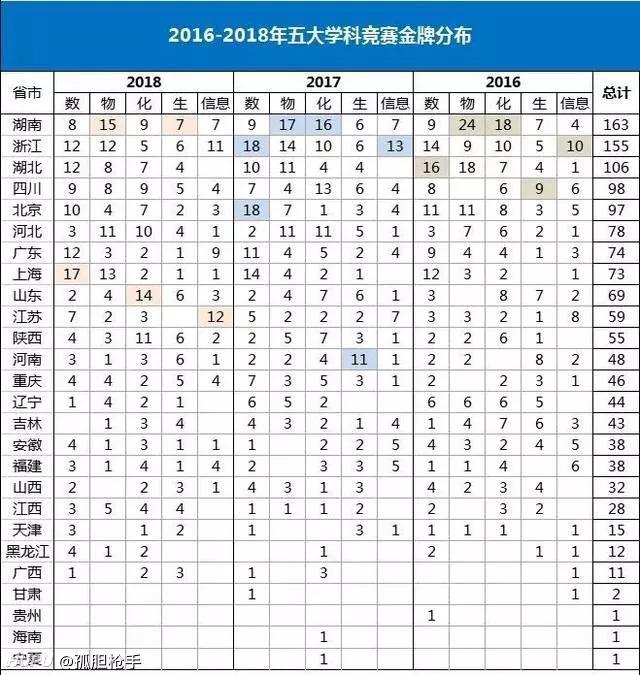 2016-2018年五大学科竞赛金牌分布
省市 2018 2017 2016 总计
数 物 化 生 信息 数 物 化 生 信息 数 物 化 生 信息
湖南 8 15 9 7 7 9 17 16 6 7 9 24 18 7 4 163
浙江 12 12 5 6 11 18 14 10 6 13 14 9 10 5 10 155
湖北 12 8 7 4 10 11 4 4 16 18 7 4 1 106
四川 9 8 9 5 4 7 4 13 6 4 8 6 9 6 98
北京 10 4 7 2 3 18 7 1 3 4 11 11 8 3 5 97
河北 3 11 10 4 1 2 11 11 5 1 3 7 6 2 1 78
广东 12 3 2 1 9 11 4 5 2 4 9 4 4 1 3 74
上海 17 13 2 1 1 14 4 2 1 12 3 2 1 73
山东 2 4 14 6 3 2 4 7 6 1 3 8 7 2 69
江苏 7 2 2 12 3 2 2 3 7 3 3 2 1 8 59
陕西 4 3 11 6 2 2 5 7 3 1 2 2 6 1 55
河南 3 1 3 6 1 2 2 4 11 1 2 2 8 2 48
重庆 4 4 2 5 4 7 3 5 3 1 2 2 3 1 46
辽宁 1 4 2 1 6 5 2 6 6 6 5 44
吉林 1 3 4 4 3 2 1 4 1 4 7 6 3 43
安徽 4 1 3 1 1 1 2 2 5 4 3 2 4 5 38
福建 3 1 4 1 4 2 3 3 5 1 1 4 6 38
山西 2 2 3 1 4 3 1 3 4 2 3 4 32
江西 3 5 4 4 1 1 1 2 3 2 28
天津 3 1 2 1 3 1 1 1 1 1 15
黑龙江 4 1 2 1 2 1 1 12
广西 1 2 3 1 3 1 11
甘肃 1 1 2
贵州 1 1
海南 1 1
宁夏 1 1
@孤胆枪手